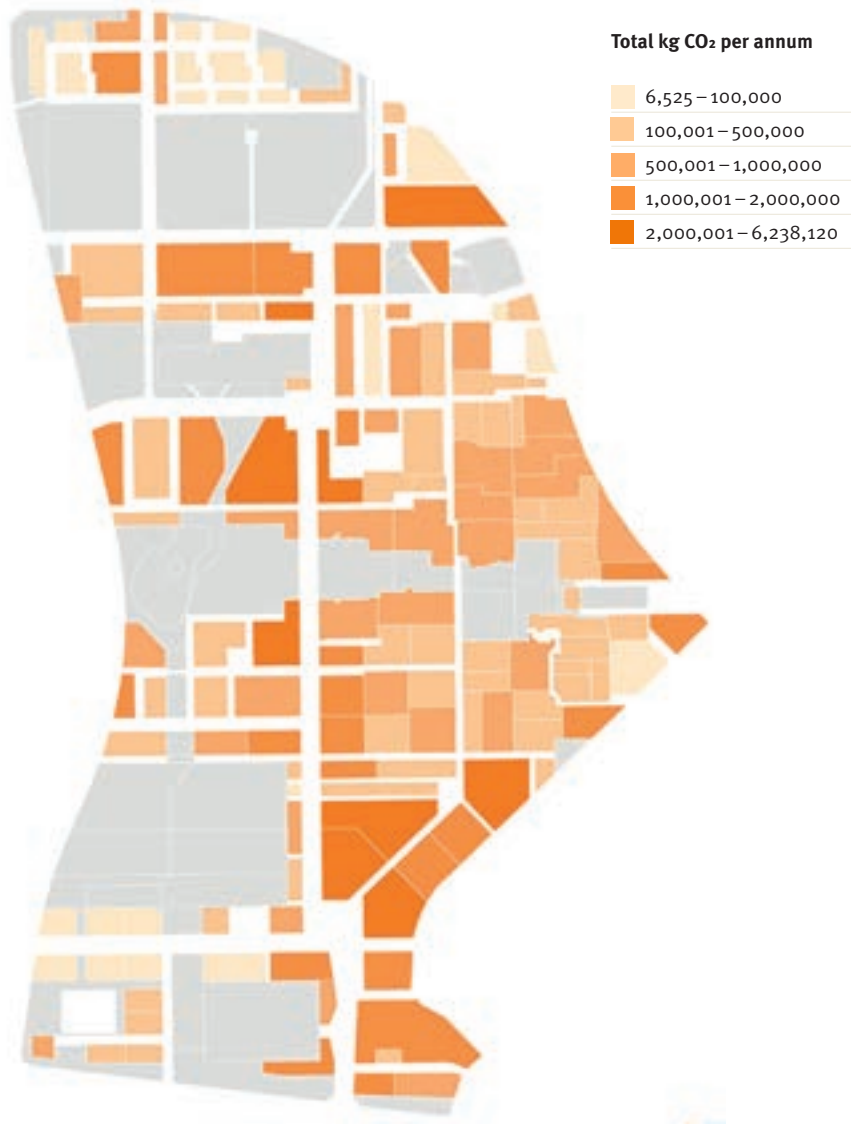 Total kg CO₂ per annum
6,525 – 100,000
100,001 – 500,000
500,001 – 1,000,000
1,000,001 – 2,000,000
2,000,001 – 6,238,120